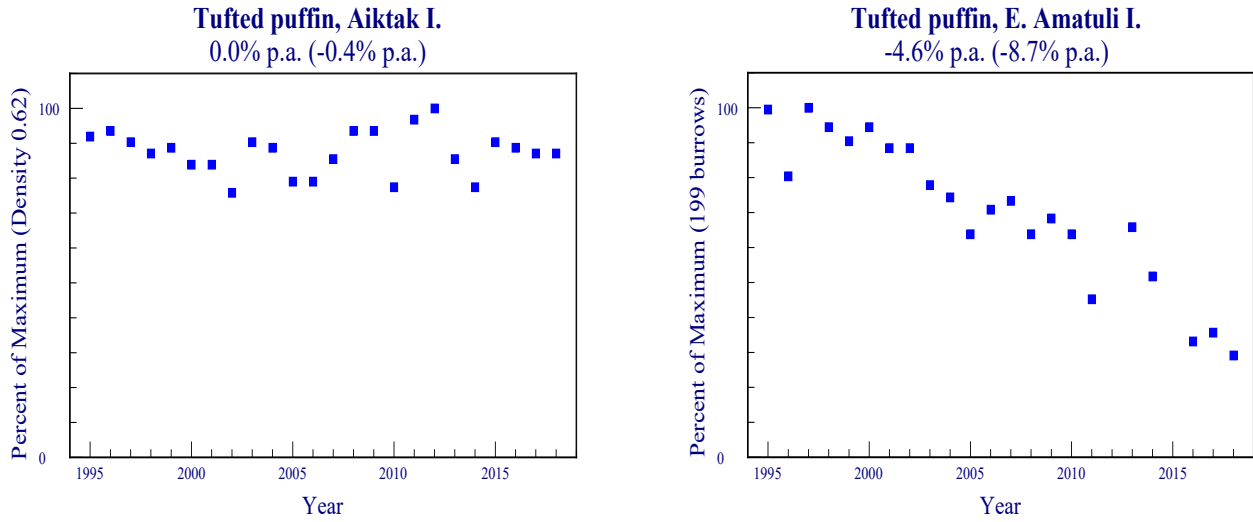 Tufted puffin, Aiktak I.
0.0% p.a. (-0.4% p.a.)
Percent of Maximum (Density 0.62)
100
0
1995
2000
2005
2010
2015
Year
Tufted puffin, E. Amatuli I.
-4.6% p.a. (-8.7% p.a.)
Percent of Maximum (199 burrows)
100
0
1995
2000
2005
2010
2015
Year